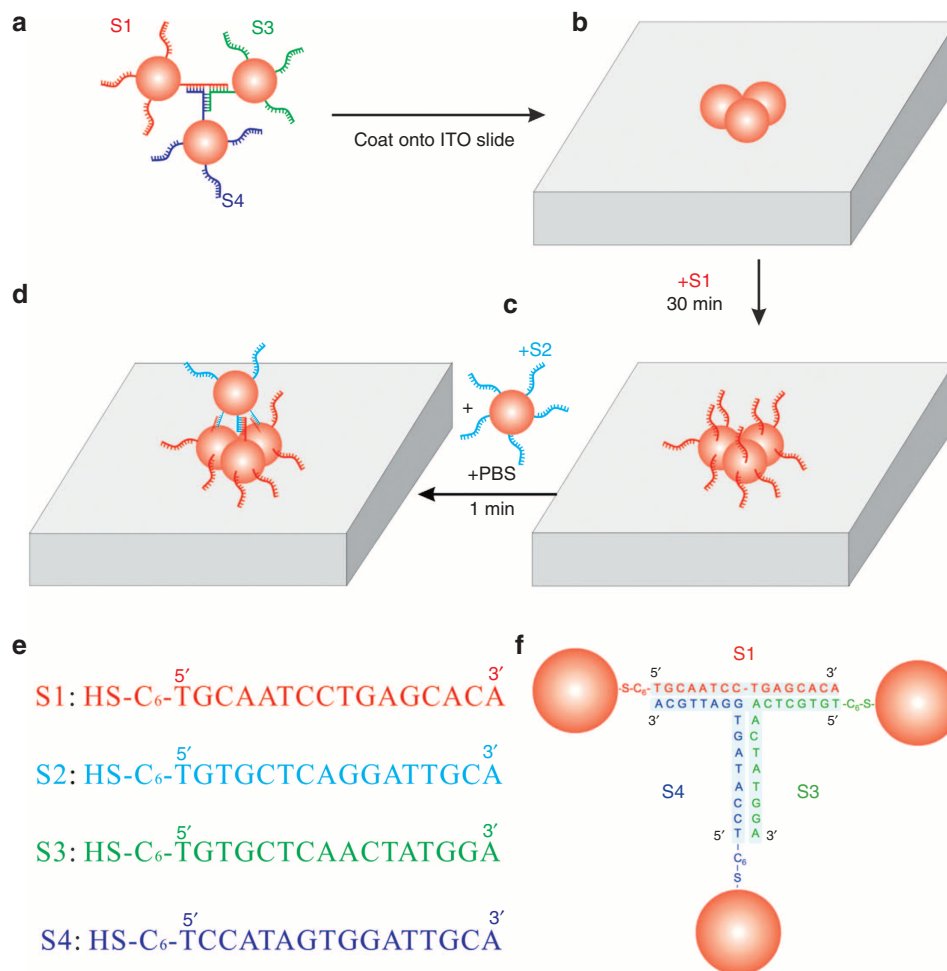 a
S1
S3
S4
Coat onto ITO slide
b
+S1
30 min
c
+S2
+
+PBS
1 min
d
e
5′ 3′
S1: HS-C₆-TGCAATCCTGAGCACA
5′ 3′
S2: HS-C₆-TGTGCTCAGGATTGCA
5′ 3′
S3: HS-C₆-TGTGCTCAACTATGGA
5′ 3′
S4: HS-C₆-TCCATAGTGGATTGCA
f
S1
5′ 3′
-S-C₆-TGCAATCC-TGAGCACA
ACGTTAGG ACTCGTGT-C₆-S-
3′ 5′
T A
G C
A T
T A
A T
C G
C G
T A
S4 S3
5′ 3′
C₆
S